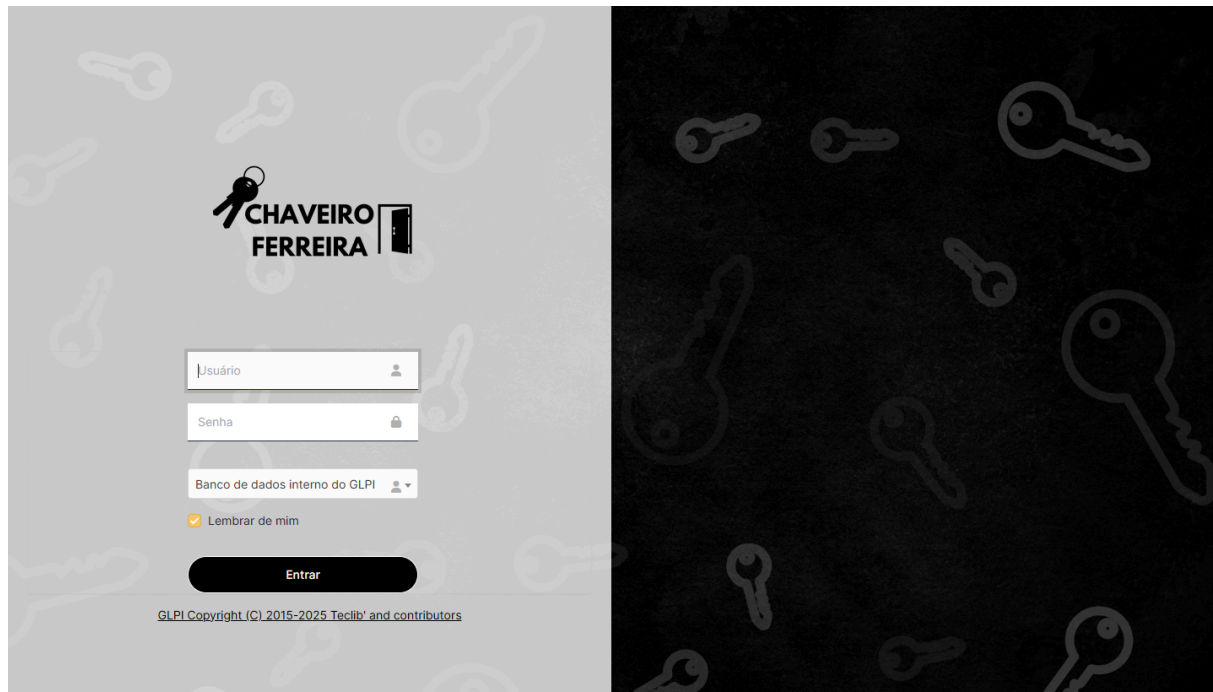 CHAVEIRO
FERREIRA
Usuário
Senha
Banco de dados interno do GLPI
Lembrar de mim
Entrar
GLPI Copyright (C) 2015-2025 Teclib' and contributors